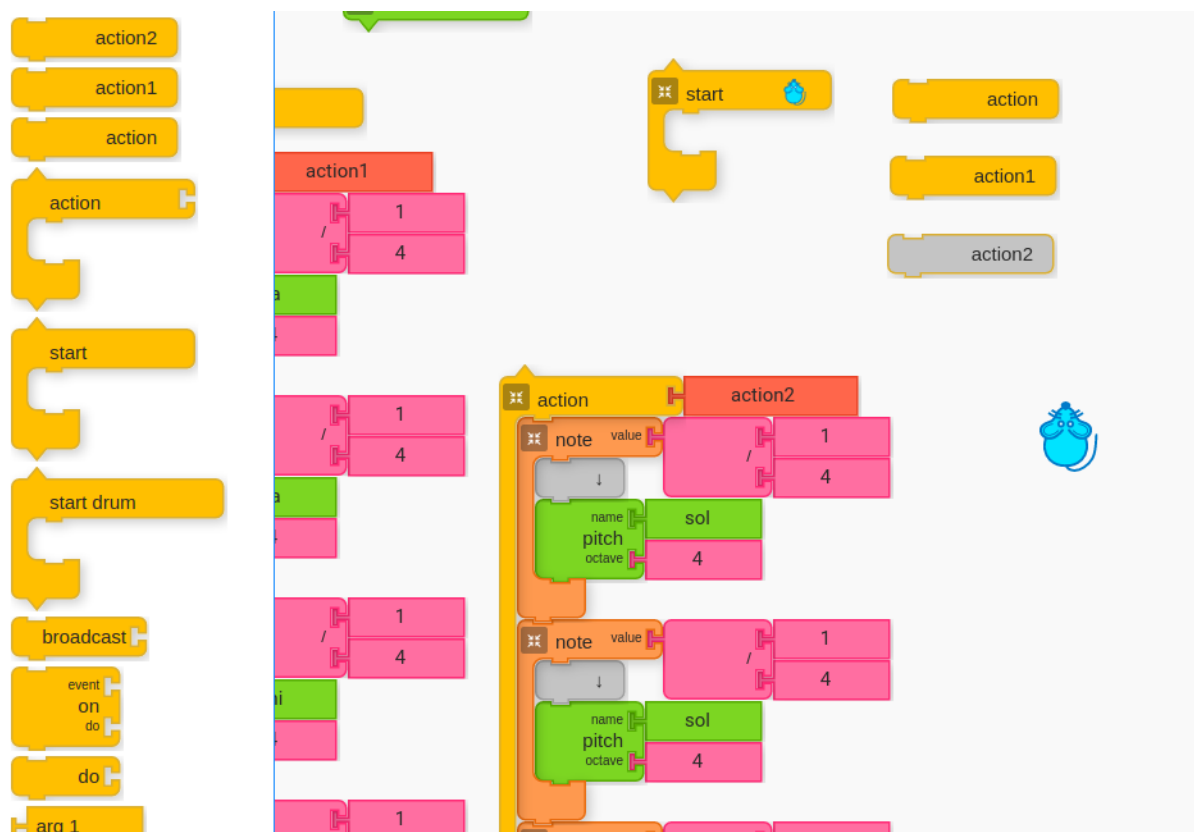 action2
action1
action
action
start
start drum
broadcast
event
on
do
do
arg 1
action1
1
/
4
1
/
4
1
/
4
1
start
action
action1
action2
action
action2
note value
1
/
4
↓
name sol
pitch
octave 4
note value
1
/
4
↓
name sol
pitch
octave 4